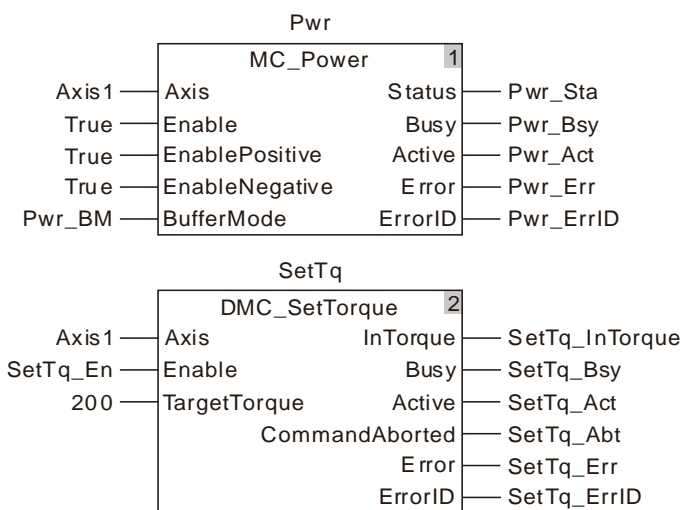 Pwr
MC_Power 1
Axis1 Axis Status Pwr_Sta
True Enable Busy Pwr_Bsy
True EnablePositive Active Pwr_Act
True EnableNegative Error Pwr_Err
Pwr_BM BufferMode ErrorID Pwr_ErrID
SetTq
DMC_SetTorque 2
Axis1 Axis InTorque SetTq_InTorque
SetTq_En Enable Busy SetTq_Bsy
200 TargetTorque Active SetTq_Act
CommandAborted SetTq_Abt
Error SetTq_Err
ErrorID SetTq_ErrID